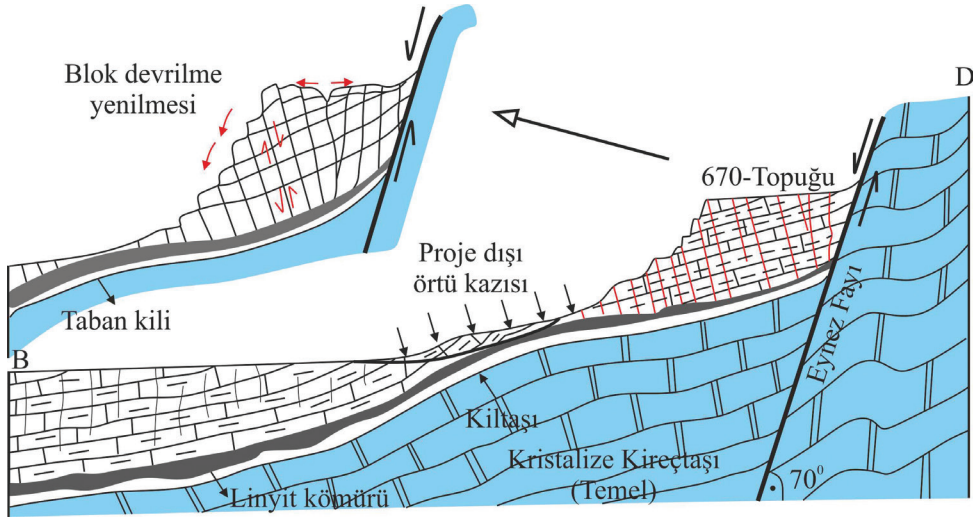 Blok devrilme
yenilmesi
D
670-Topuğu
Proje dışı
örtü kazısı
Taban kili
B
Eynez Fayı
Kiltaşı
Kristalize Kireçtaşı
(Temel)
70⁰
Linyit kömürü